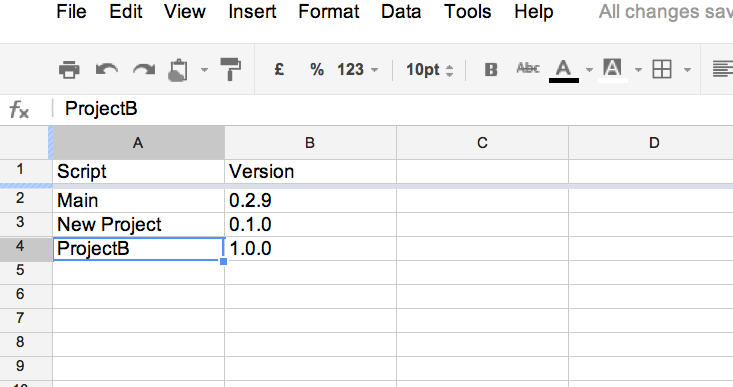 File Edit View Insert Format Data Tools Help All changes sav
£ % 123 10pt B Abc A A
fx ProjectB
A B C D
1 Script Version
2 Main 0.2.9
3 New Project 0.1.0
4 ProjectB 1.0.0
5
6
7
8
9
10